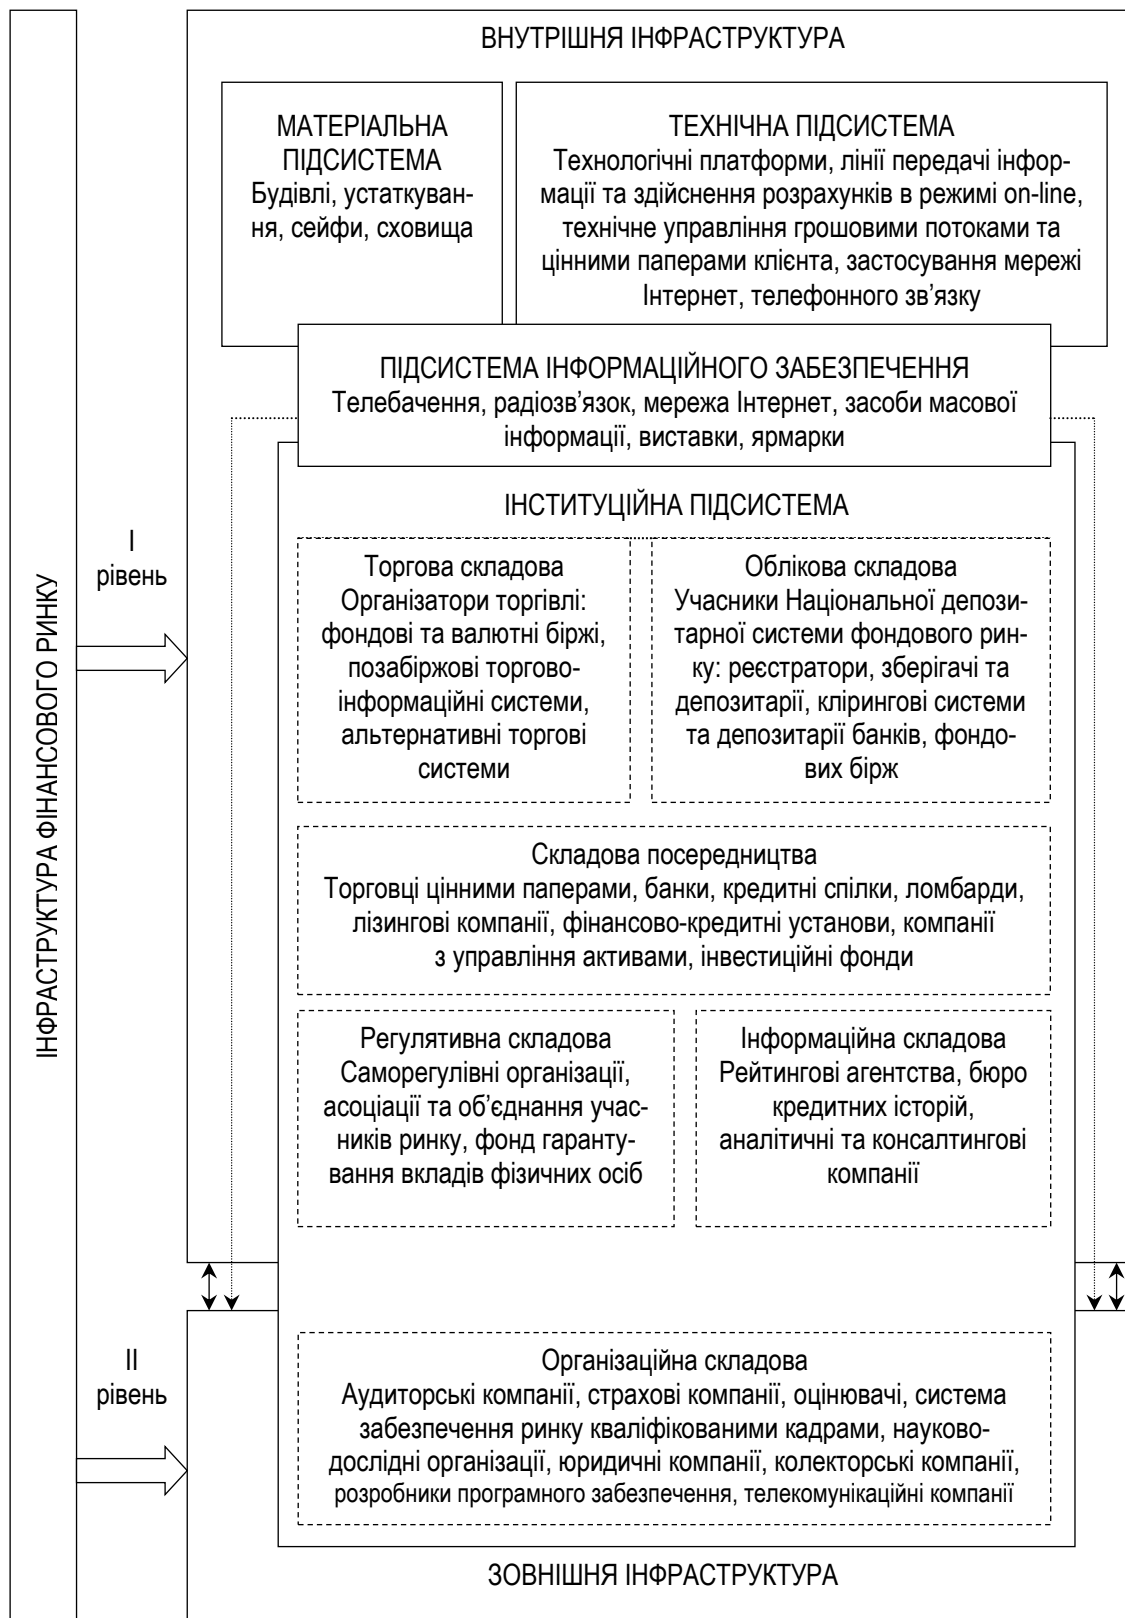 ІНФРАСТРУКТУРА ФІНАНСОВОГО РИНКУ
І
рівень
ІІ
рівень
ВНУТРІШНЯ ІНФРАСТРУКТУРА
МАТЕРІАЛЬНА
ПІДСИСТЕМА
Будівлі, устаткуван-
ня, сейфи, сховища
ТЕХНІЧНА ПІДСИСТЕМА
Технологічні платформи, лінії передачі інфор-
мації та здійснення розрахунків в режимі on-line,
технічне управління грошовими потоками та
цінними паперами клієнта, застосування мережі
Інтернет, телефонного зв’язку
ПІДСИСТЕМА ІНФОРМАЦІЙНОГО ЗАБЕЗПЕЧЕННЯ
Телебачення, радіозв’язок, мережа Інтернет, засоби масової
інформації, виставки, ярмарки
ІНСТИТУЦІЙНА ПІДСИСТЕМА
Торгова складова
Організатори торгівлі:
фондові та валютні біржі,
позабіржові торгово-
інформаційні системи,
альтернативні торгові
системи
Облікова складова
Учасники Національної депози-
тарної системи фондового рин-
ку: реєстратори, зберігачі та
депозитарії, клірингові системи
та депозитарії банків, фондо-
вих бірж
Складова посередництва
Торговці цінними паперами, банки, кредитні спілки, ломбарди,
лізингові компанії, фінансово-кредитні установи, компанії
з управління активами, інвестиційні фонди
Регулятивна складова
Саморегулівні організації,
асоціації та об’єднання учас-
ників ринку, фонд гаранту-
вання вкладів фізичних осіб
Інформаційна складова
Рейтингові агентства, бюро
кредитних історій,
аналітичні та консалтингові
компанії
Організаційна складова
Аудиторські компанії, страхові компанії, оцінювачі, система
забезпечення ринку кваліфікованими кадрами, науково-
дослідні організації, юридичні компанії, колекторські компанії,
розробники програмного забезпечення, телекомунікаційні компанії
ЗОВНІШНЯ ІНФРАСТРУКТУРА